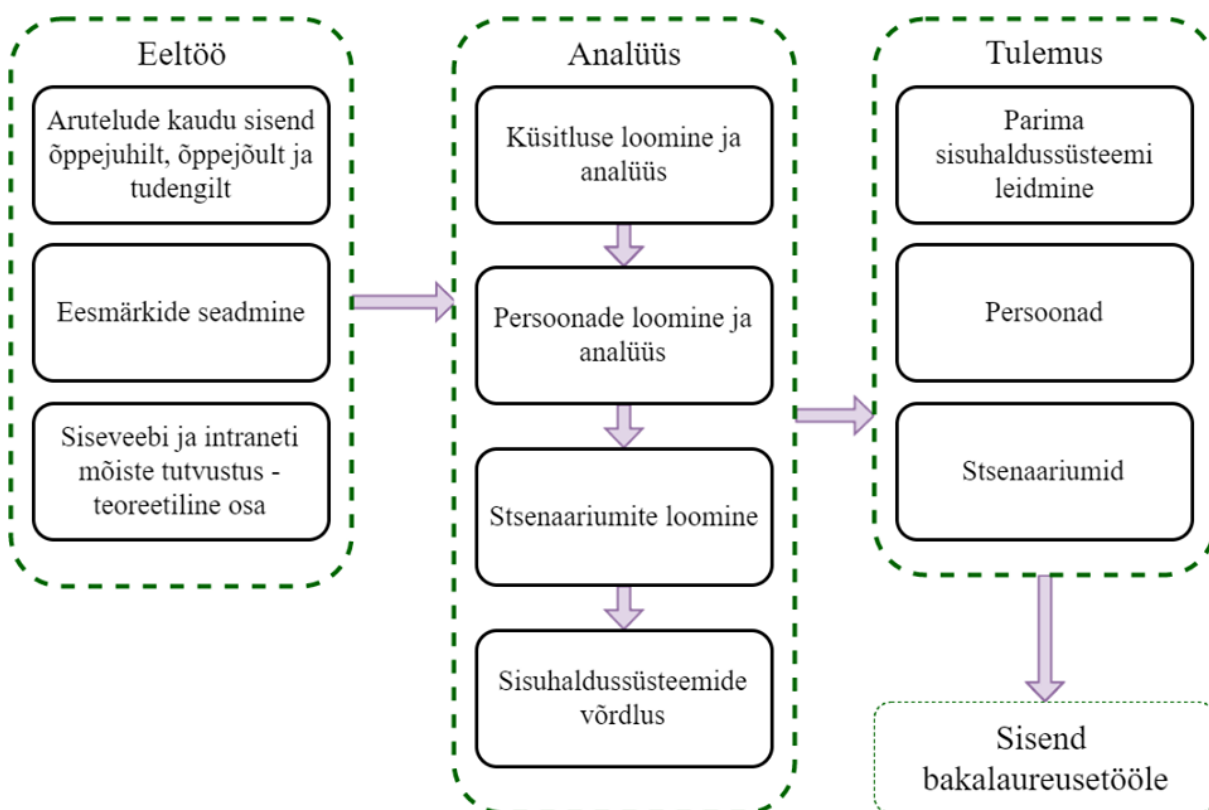 Eeltöö
Arutelude kaudu sisend
õppejuhilt, õppejõult ja
tudengilt
Eesmärkide seadmine
Siseveebi ja intraneti
mõiste tutvustus -
teoreetiline osa
Analüüs
Küsitluse loomine ja
analüüs
Persoonade loomine ja
analüüs
Stsenaariumite loomine
Sisuhaldussüsteemide
võrdlus
Tulemus
Parima
sisuhaldussüsteemi
leidmine
Persoonad
Stsenaariumid
Sisend
bakalaureusetööle